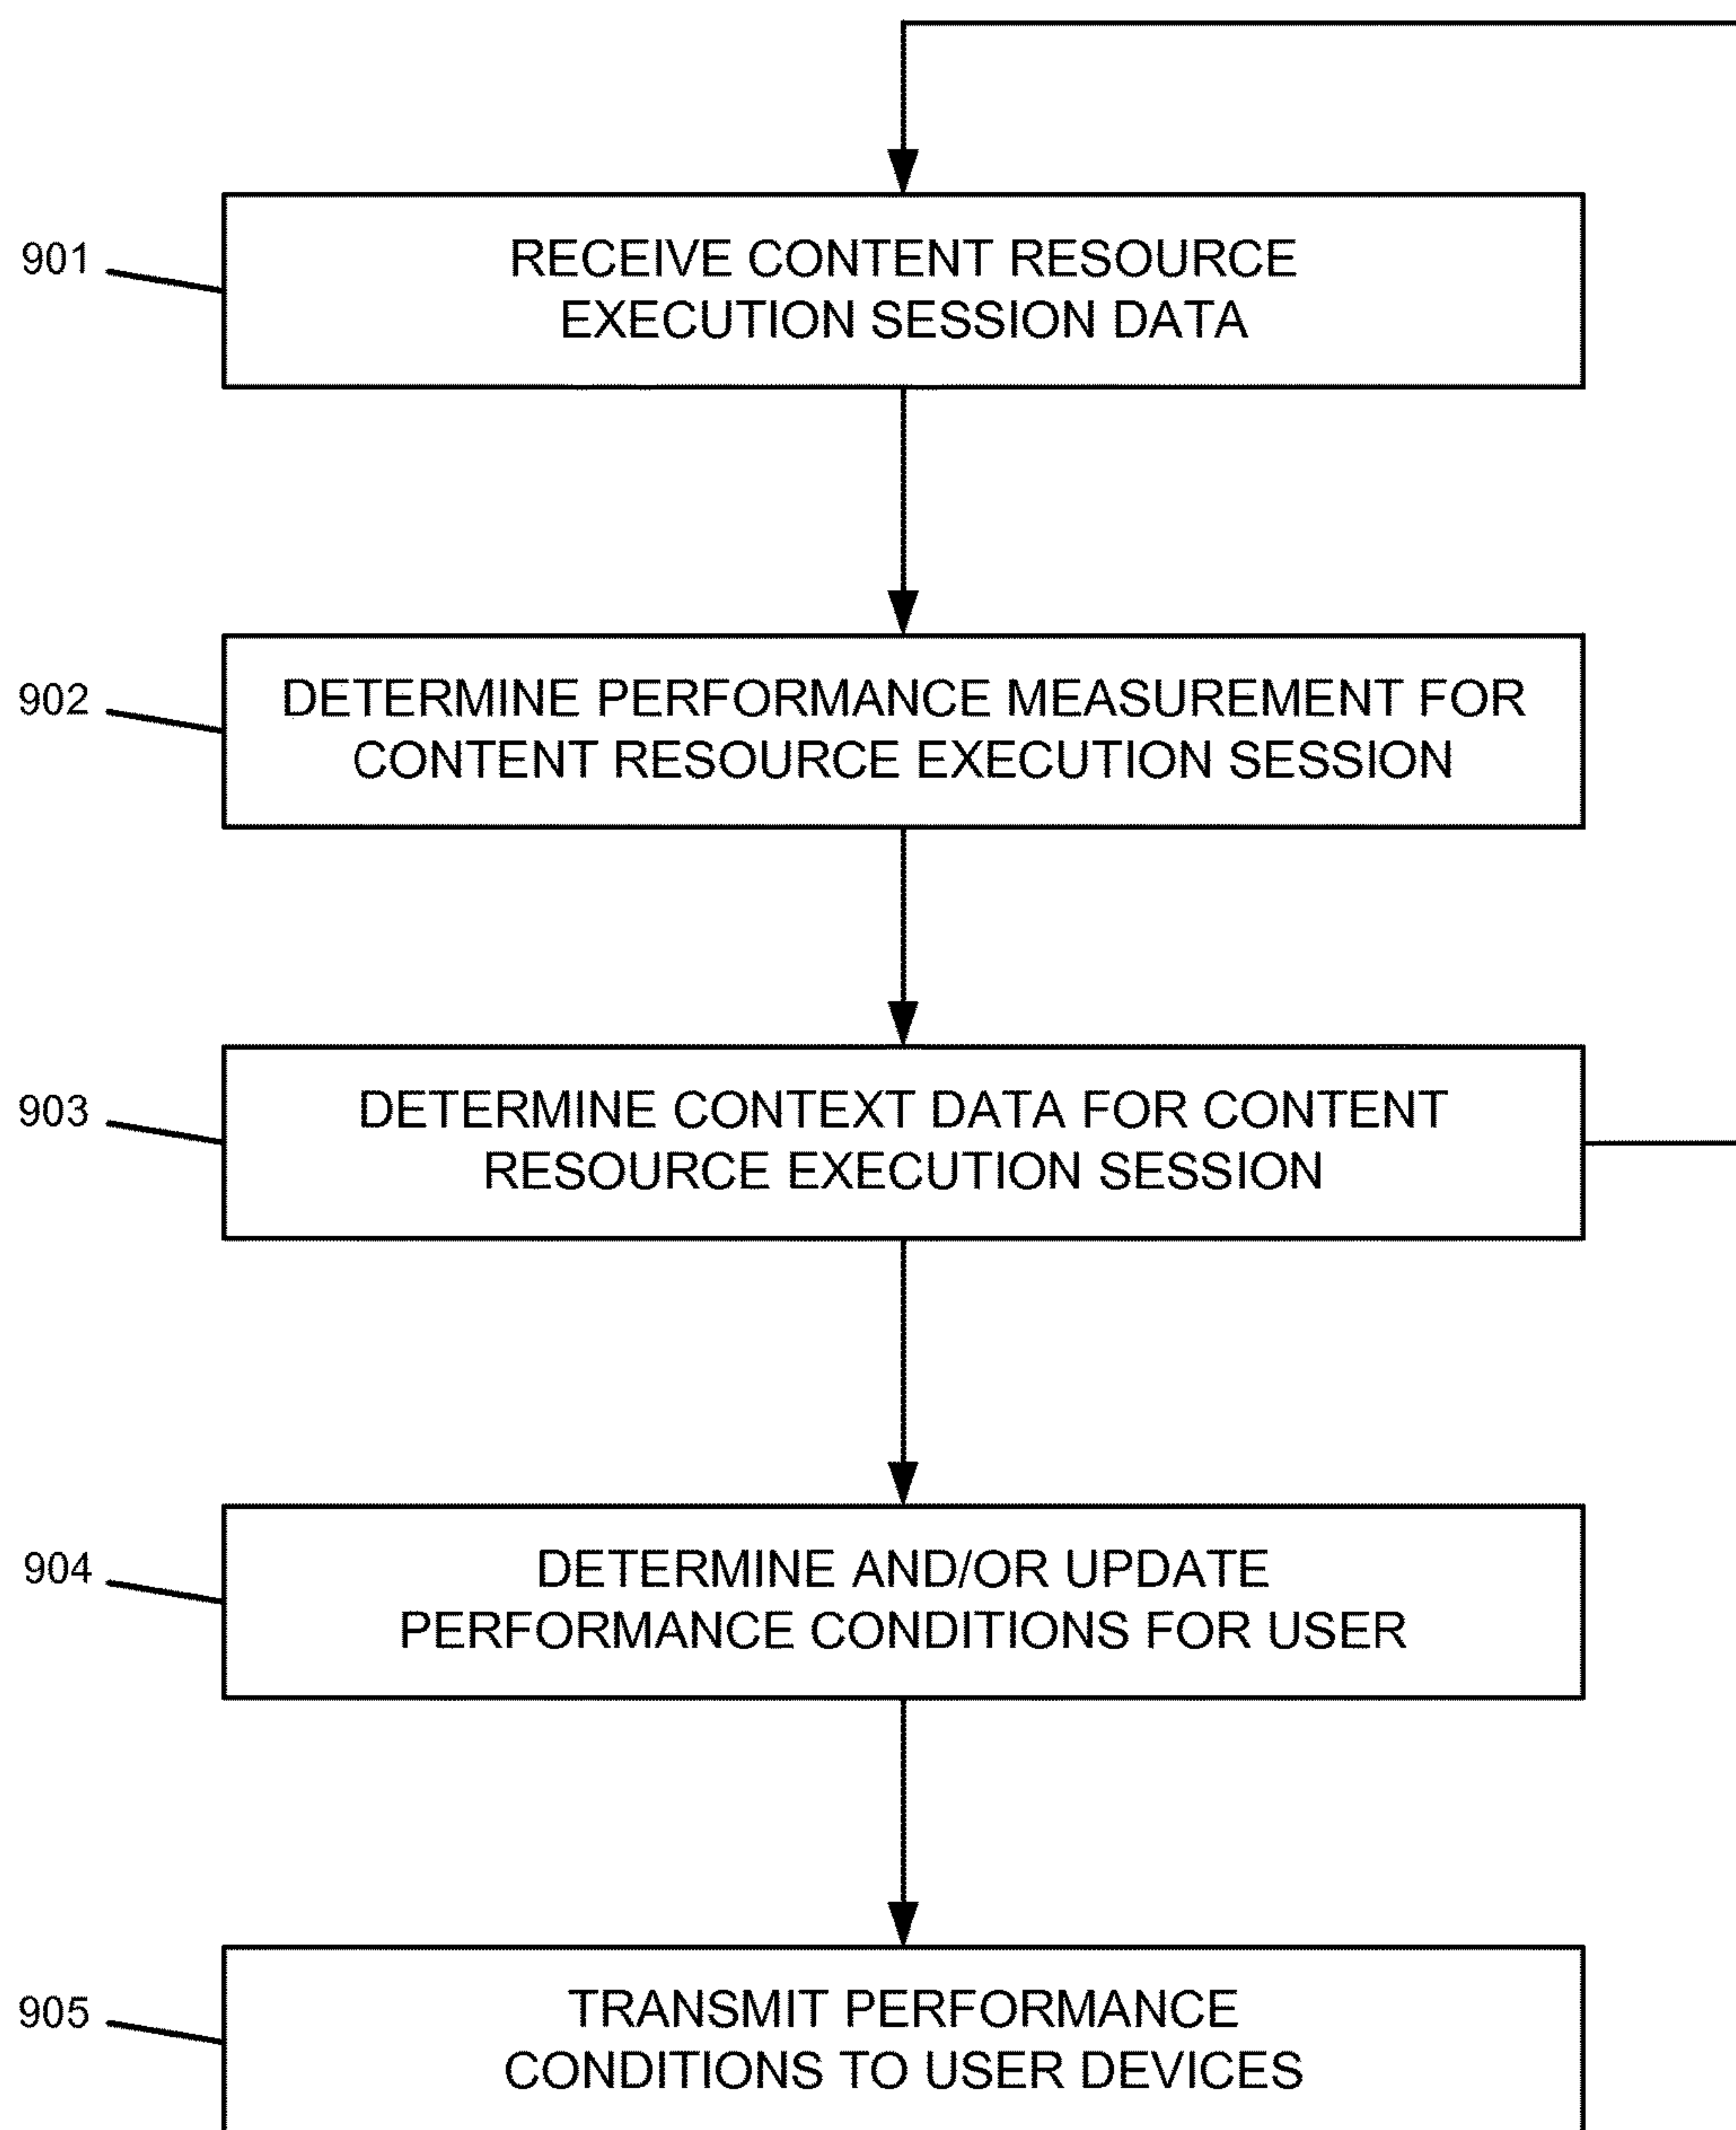 901
RECEIVE CONTENT RESOURCE
EXECUTION SESSION DATA
902
DETERMINE PERFORMANCE MEASUREMENT FOR
CONTENT RESOURCE EXECUTION SESSION
903
DETERMINE CONTEXT DATA FOR CONTENT
RESOURCE EXECUTION SESSION
904
DETERMINE AND/OR UPDATE
PERFORMANCE CONDITIONS FOR USER
905
TRANSMIT PERFORMANCE
CONDITIONS TO USER DEVICES